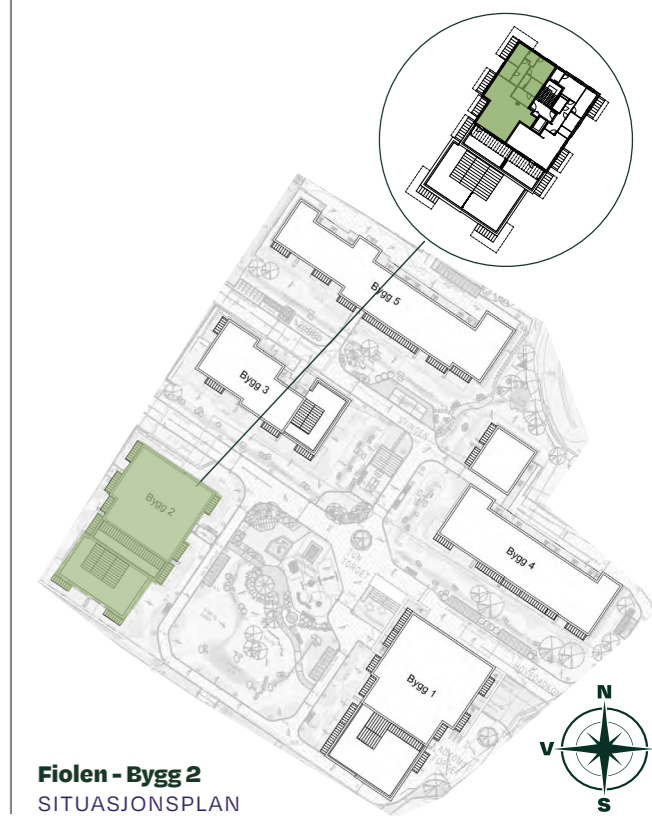 Bygg 5
Bygg 3
Bygg 2
Bygg 4
Bygg 1
N
V
S
Fiolen - Bygg 2
SITUASJONSPLAN